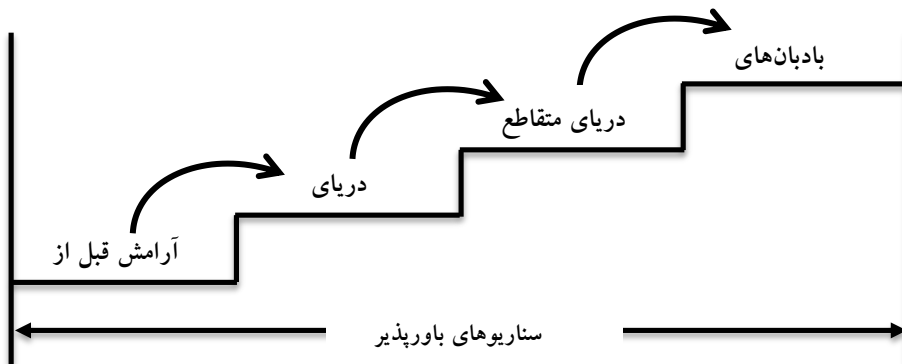 بادبان‌های
دریای متقاطع
دریای
آرامش قبل از
سناریوهای باورپذیر